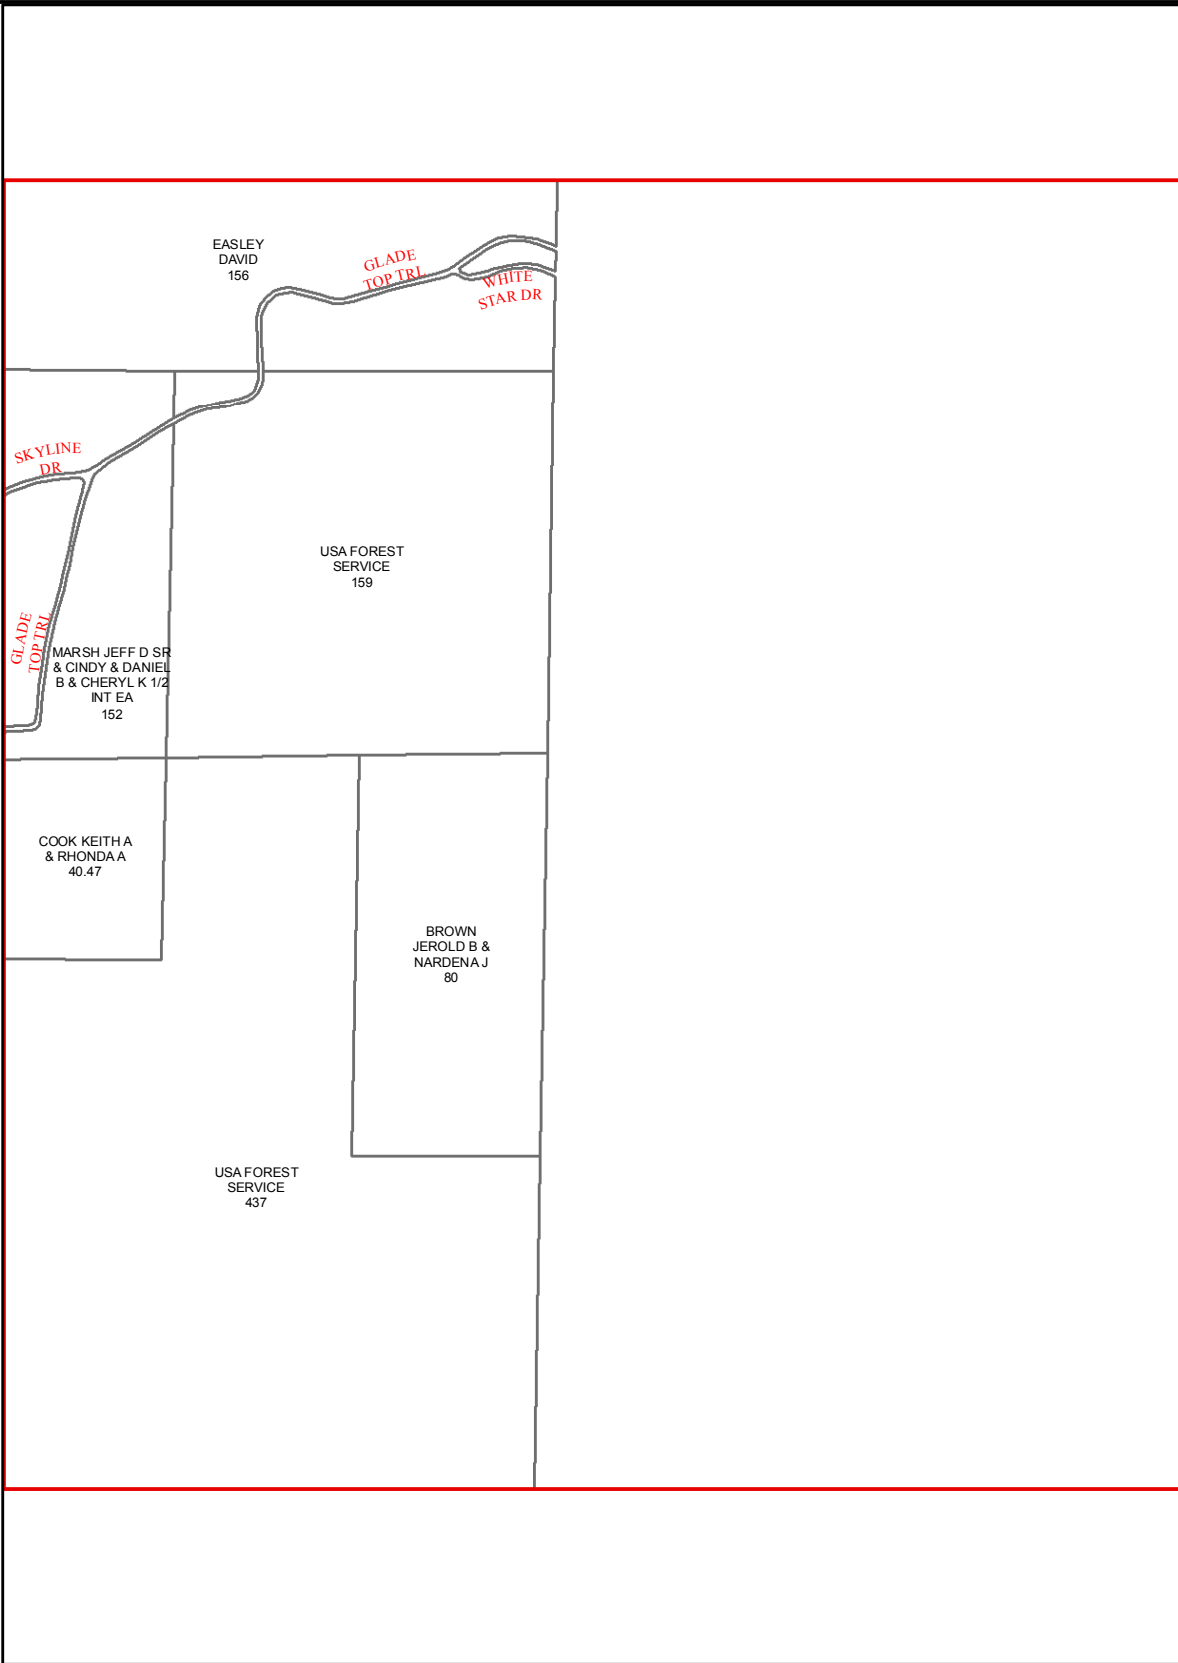 EASLEY
DAVID
156
GLADE
TOP TRL
WHITE
STAR DR
SKYLINE
DR
USA FOREST
SERVICE
159
GLADE
TOP TRL
MARSH JEFF D SR
& CINDY & DANIEL
B & CHERYL K 1/2
INT EA
152
COOK KEITH A
& RHONDA A
40.47
BROWN
JEROLD B &
NARDENA J
80
USA FOREST
SERVICE
437